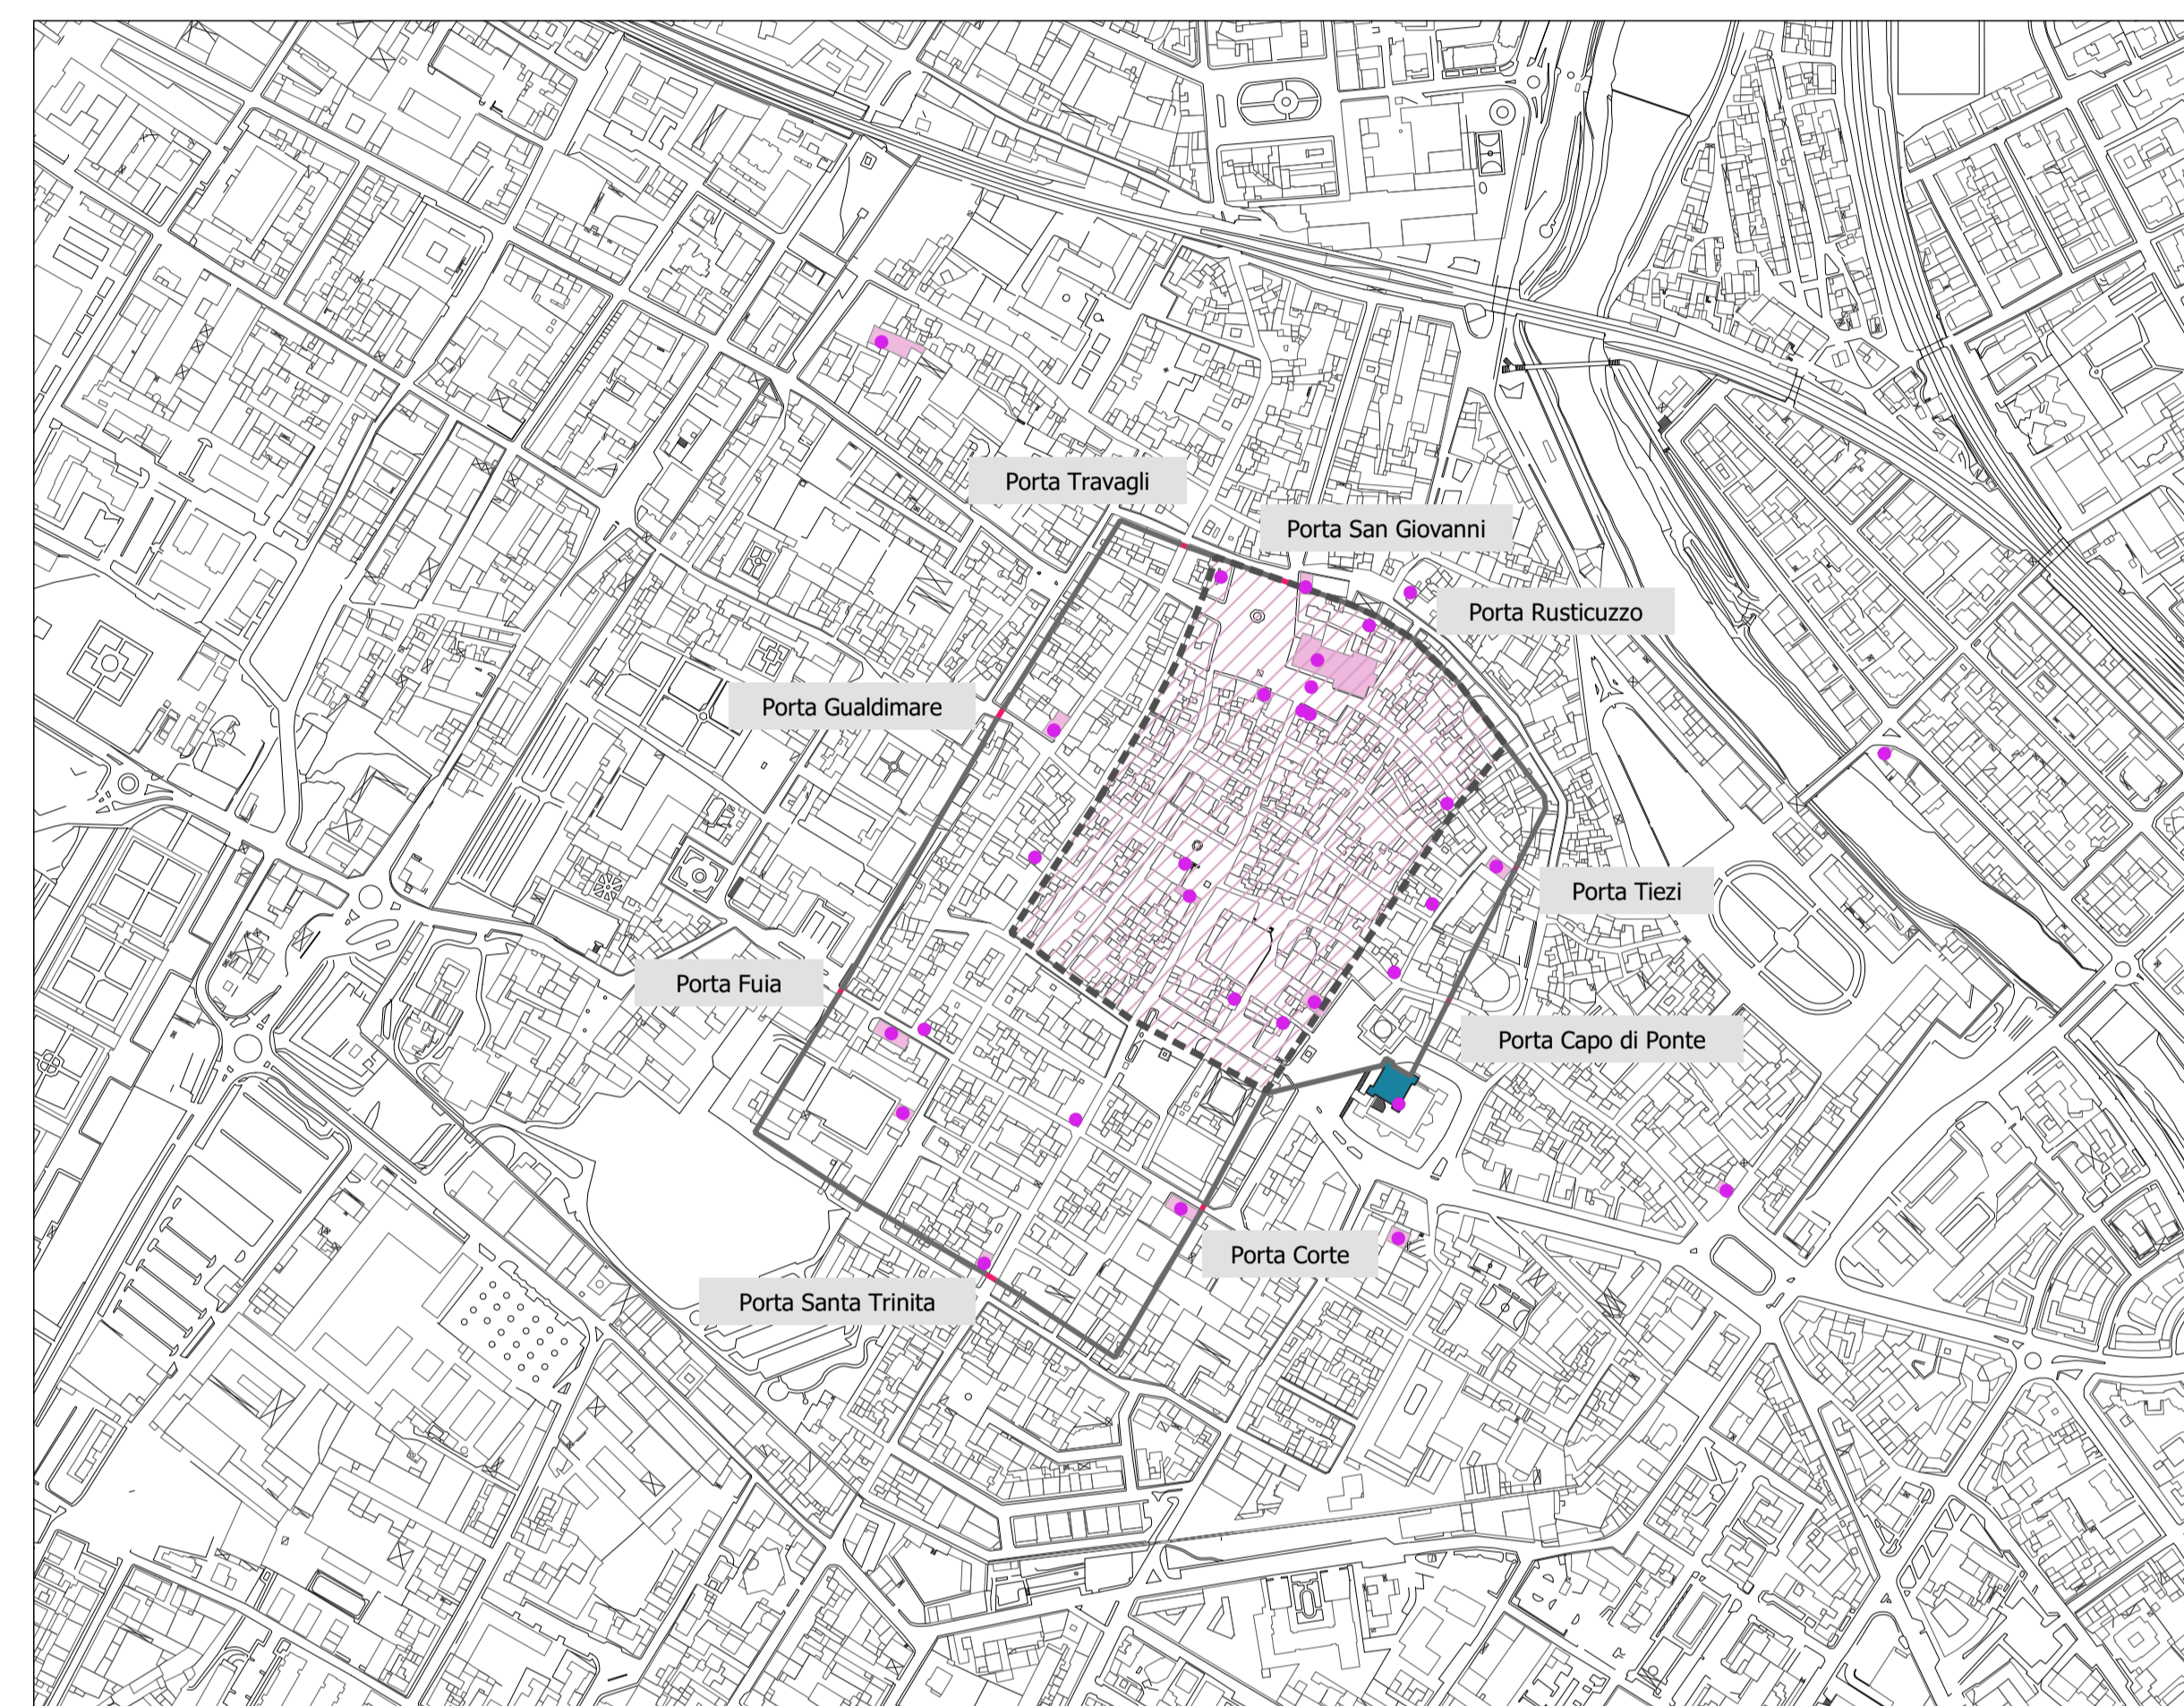 Porta Travagli
Porta San Giovanni
Porta Rusticuzzo
Porta Gualdimare
Porta Tiezi
Porta Fuia
Porta Capo di Ponte
Porta Corte
Porta Santa Trinita